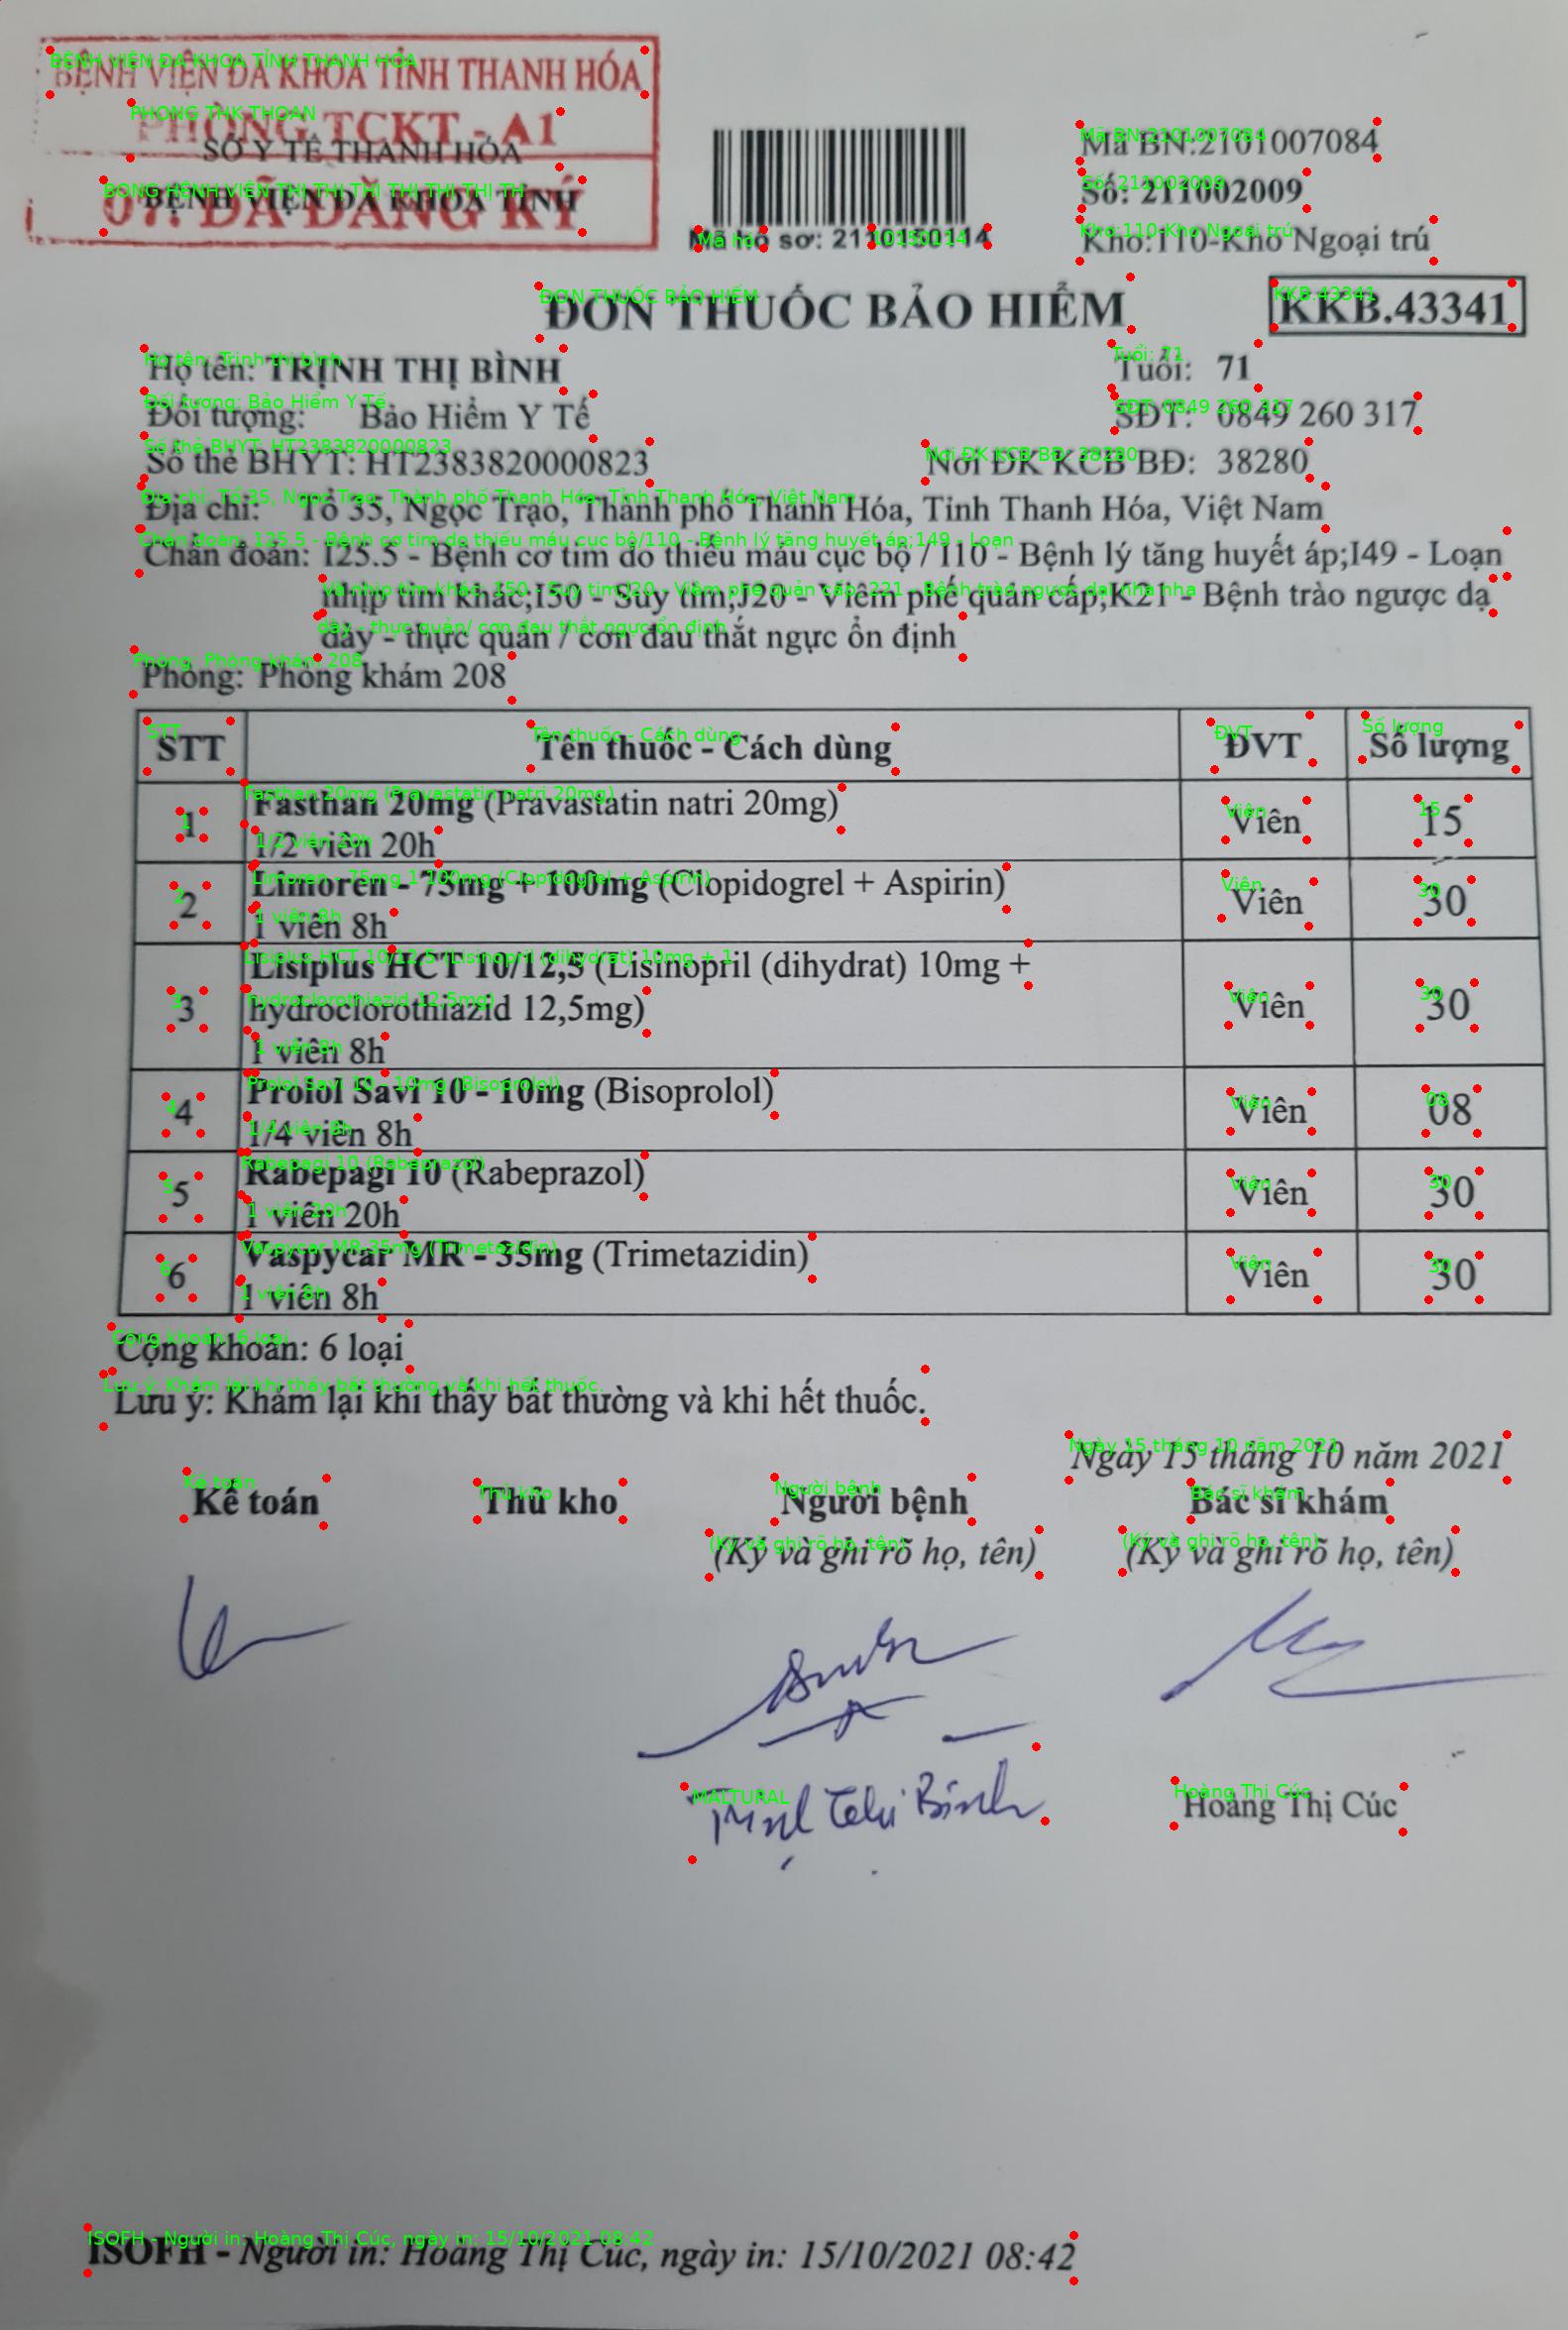 BỆNH VIỆN ĐA KHOA TỈNH THANH HÓA
PHÒNG TCKT - A1
SỞ Y TẾ THANH HÓA
BỆNH VIỆN ĐA KHOA TỈNH
07. ĐÃ ĐĂNG KÝ
Mã hồ sơ: 2110150114
Mã BN:2101007084
Số: 211002009
Kho:110-Kho Ngoại trú
ĐƠN THUỐC BẢO HIỂM
KKB.43341
Họ tên: TRỊNH THỊ BÌNH Tuổi: 71
Đối tượng: Bảo Hiểm Y Tế SĐT: 0849 260 317
Số thẻ BHYT: HT2383820000823 Nơi ĐK KCB BĐ: 38280
Địa chỉ: Tổ 35, Ngọc Trạo, Thành phố Thanh Hóa, Tỉnh Thanh Hóa, Việt Nam
Chẩn đoán: I25.5 - Bệnh cơ tim do thiếu máu cục bộ / I10 - Bệnh lý tăng huyết áp;I49 - Loạn
nhịp tim khác;I50 - Suy tim;J20 - Viêm phế quản cấp;K21 - Bệnh trào ngược dạ
dày - thực quản / cơn đau thắt ngực ổn định
Phòng: Phòng khám 208
STT Tên thuốc - Cách dùng ĐVT Số lượng
1 Fasthan 20mg (Pravastatin natri 20mg) Viên 15
1/2 viên 20h
2 Limoren - 75mg + 100mg (Clopidogrel + Aspirin) Viên 30
1 viên 8h
3 Lisiplus HCT 10/12,5 (Lisinopril (dihydrat) 10mg + Viên 30
hydroclorothiazid 12,5mg)
1 viên 8h
4 Prolol Savi 10 - 10mg (Bisoprolol) Viên 08
1/4 viên 8h
5 Rabepagi 10 (Rabeprazol) Viên 30
1 viên 20h
6 Vaspycar MR - 35mg (Trimetazidin) Viên 30
1 viên 8h
Cộng khoản: 6 loại
Lưu ý: Khám lại khi thấy bất thường và khi hết thuốc.
Ngày 15 tháng 10 năm 2021
Kế toán Thủ kho Người bệnh Bác sĩ khám
(Ký và ghi rõ họ, tên) (Ký và ghi rõ họ, tên)
Trịnh Thị Bình
Hoàng Thị Cúc
ISOFH - Người in: Hoàng Thị Cúc, ngày in: 15/10/2021 08:42